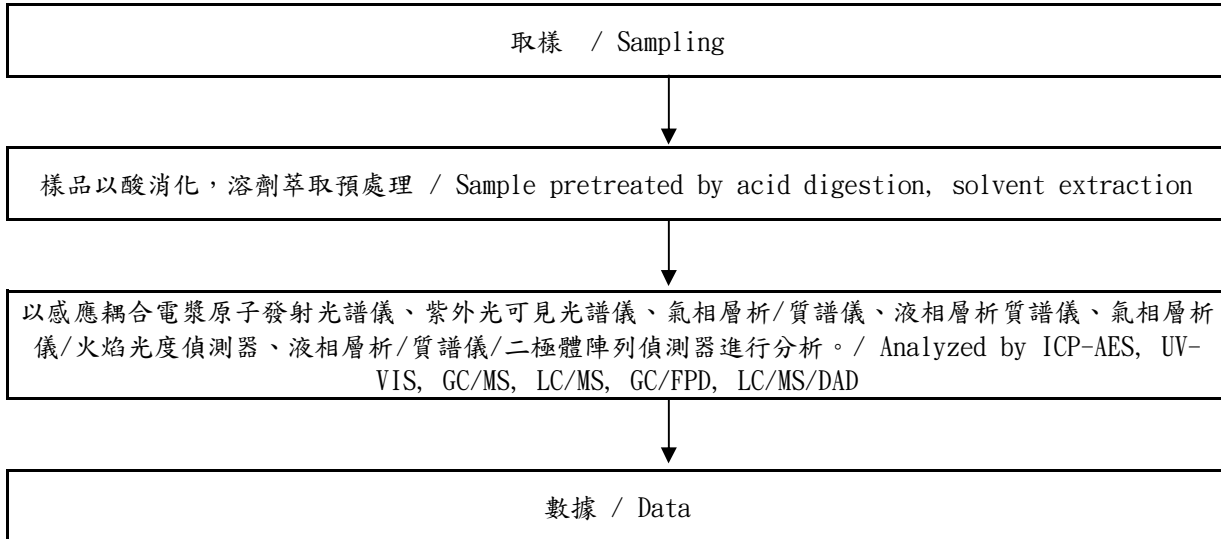 取樣 / Sampling
樣品以酸消化，溶劑萃取預處理 / Sample pretreated by acid digestion, solvent extraction
以感應耦合電漿原子發射光譜儀、紫外光可見光譜儀、氣相層析/質譜儀、液相層析質譜儀、氣相層析
儀/火焰光度偵測器、液相層析/質譜儀/二極體陣列偵測器進行分析。/ Analyzed by ICP-AES, UV-
VIS, GC/MS, LC/MS, GC/FPD, LC/MS/DAD
數據 / Data